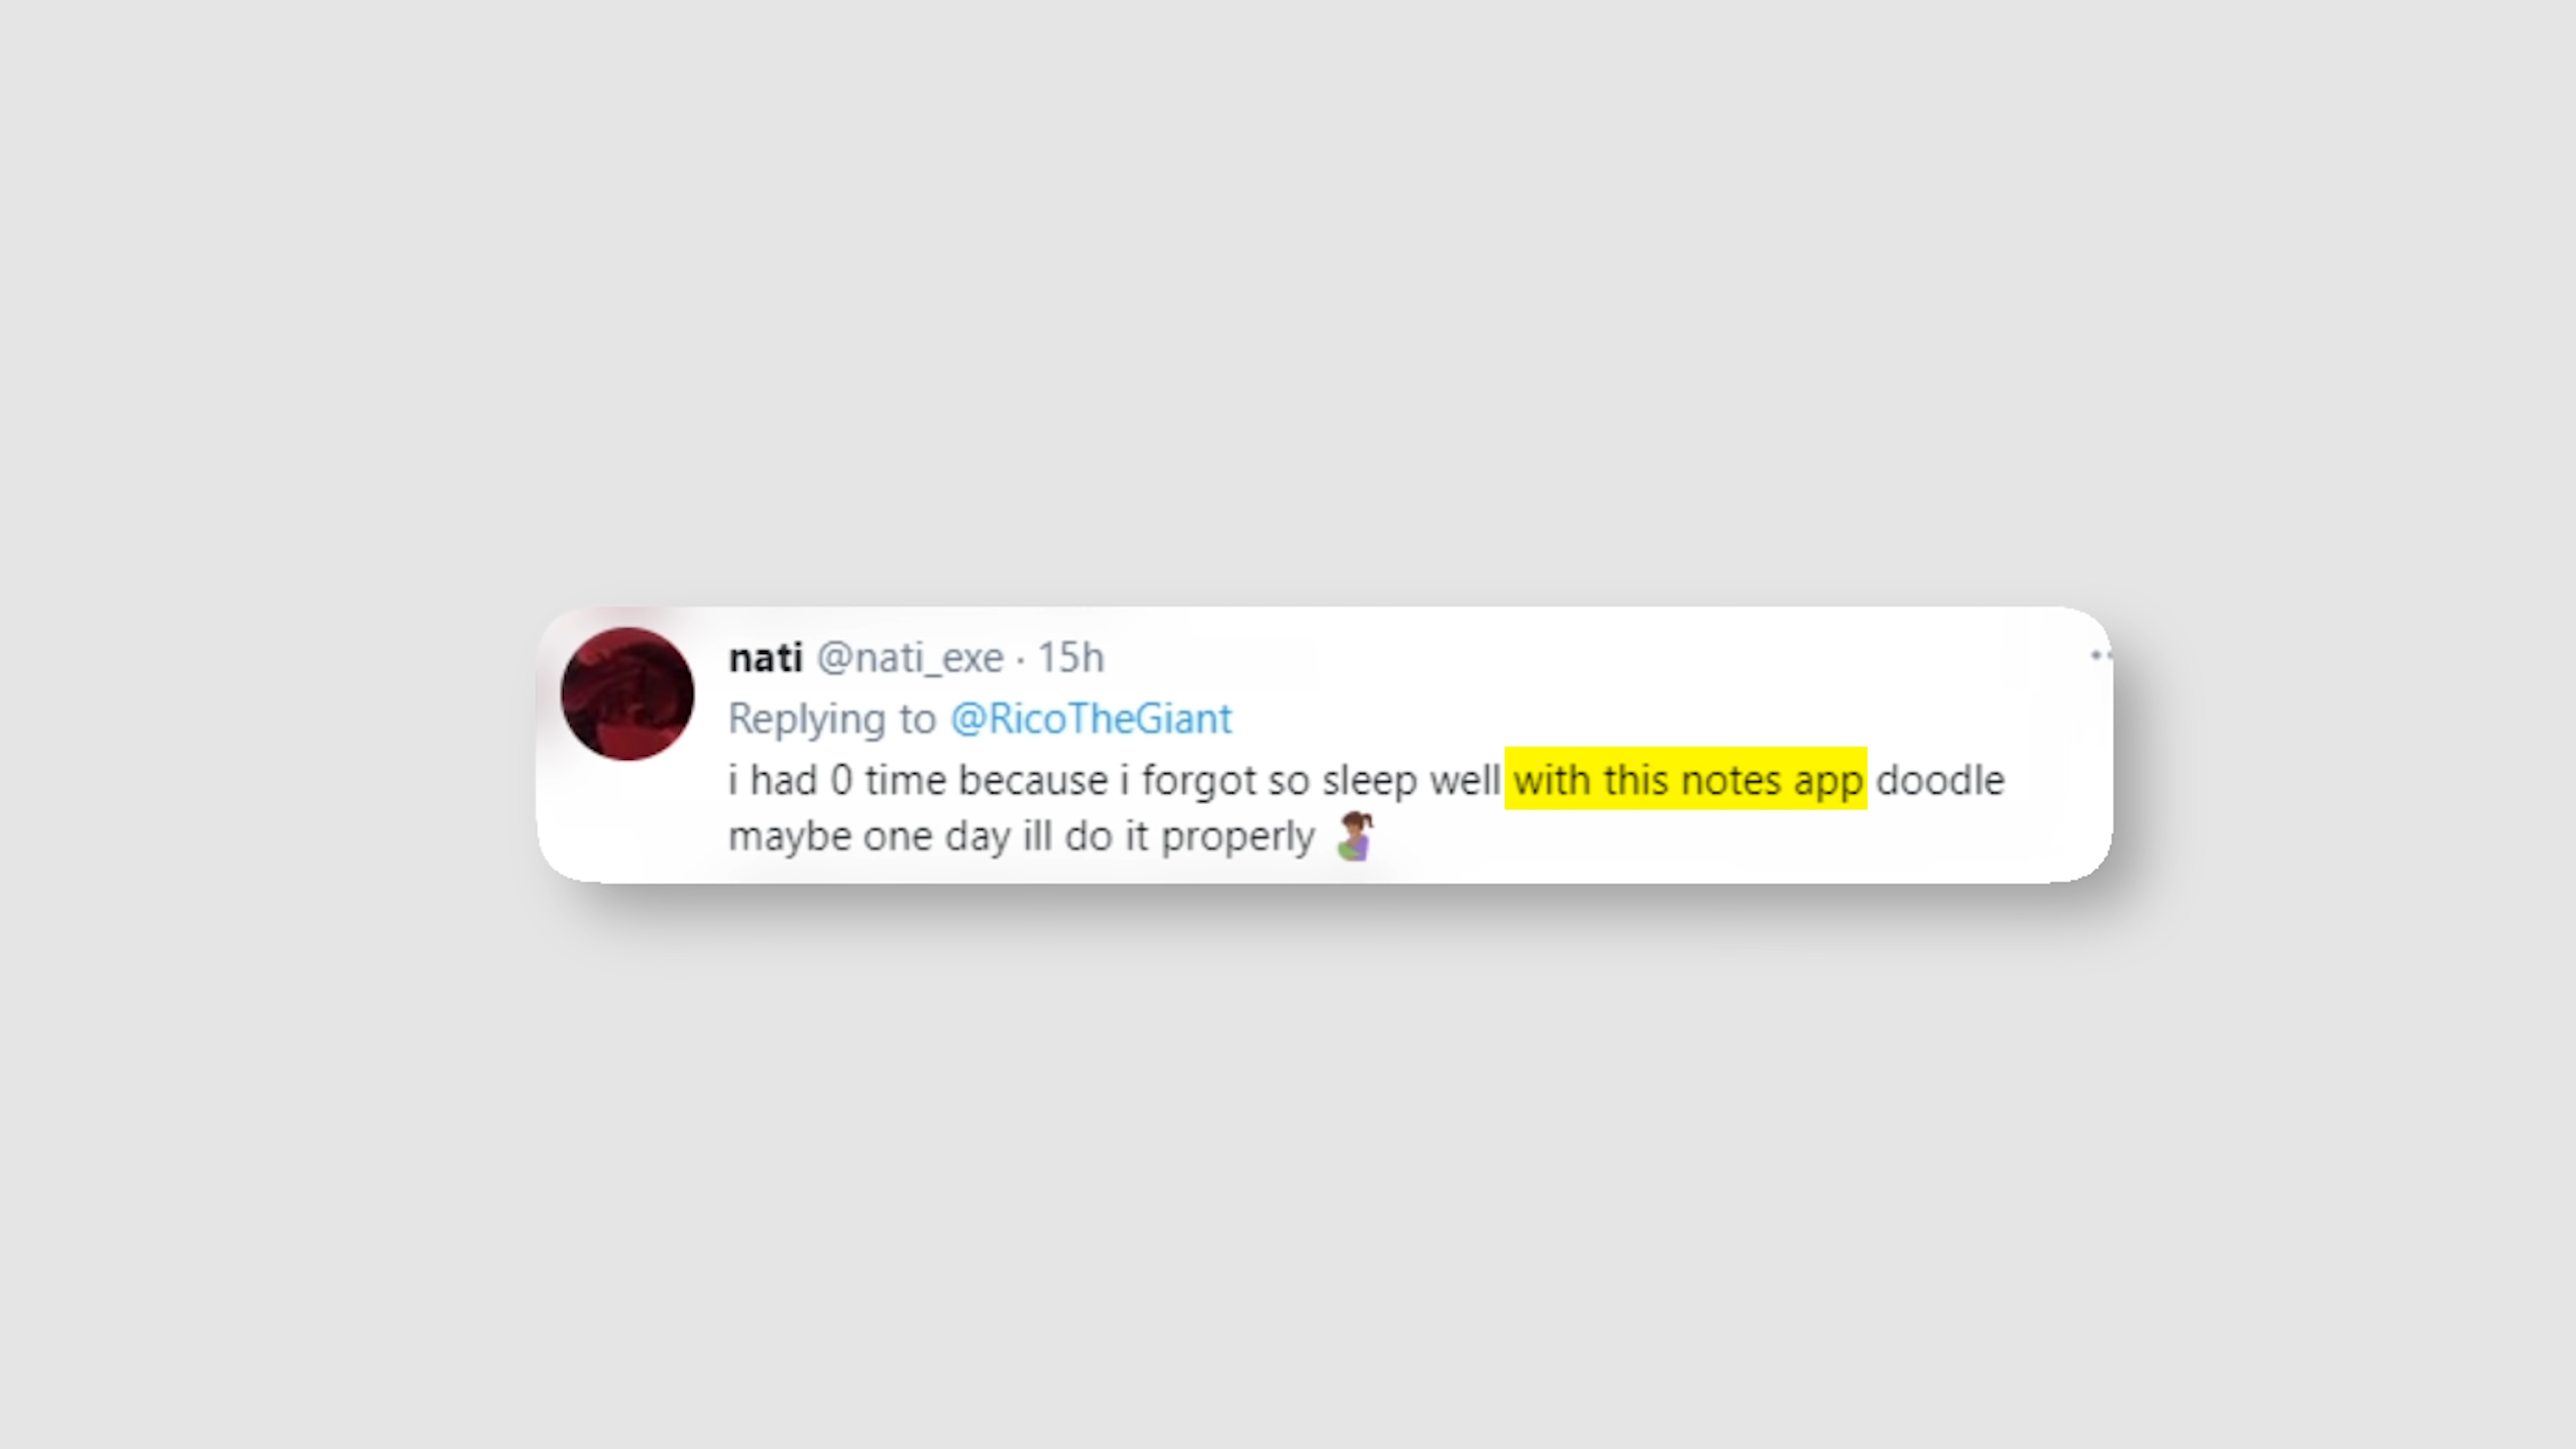 nati @nati_exe · 15h
Replying to @RicoTheGiant
i had 0 time because i forgot so sleep well with this notes app doodle
maybe one day ill do it properly 🤰🏽